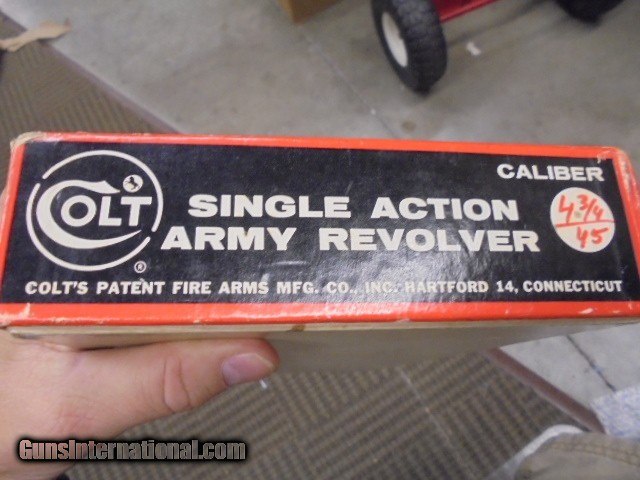 COLT
®
CALIBER
SINGLE ACTION
ARMY REVOLVER
4 3/4
45
COLT'S PATENT FIRE ARMS MFG. CO., INC. HARTFORD 14, CONNECTICUT
GunsInternational.com